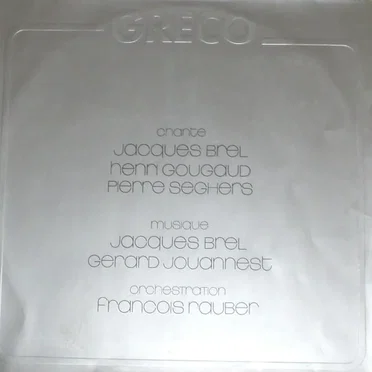 GRECO
chante
Jacques Brel
Henri Gougaud
Pierre Seghers
musique
Jacques Brel
Gerard Jouannest
orchestration
Francois Rauber